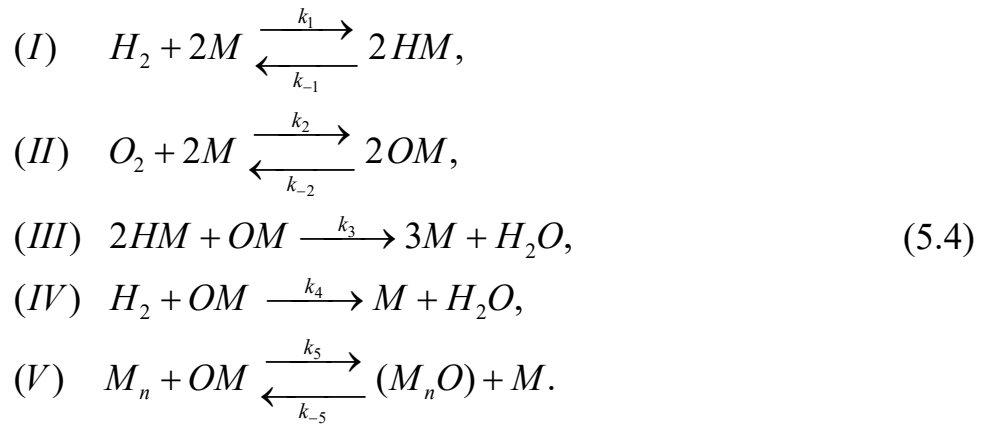 (I) H₂ + 2M ⇄ 2HM, k₁ k₋₁
(II) O₂ + 2M ⇄ 2OM, k₂ k₋₂
(III) 2HM + OM —k₃→ 3M + H₂O, (5.4)
(IV) H₂ + OM —k₄→ M + H₂O,
(V) Mₙ + OM ⇄ (MₙO) + M. k₅ k₋₅